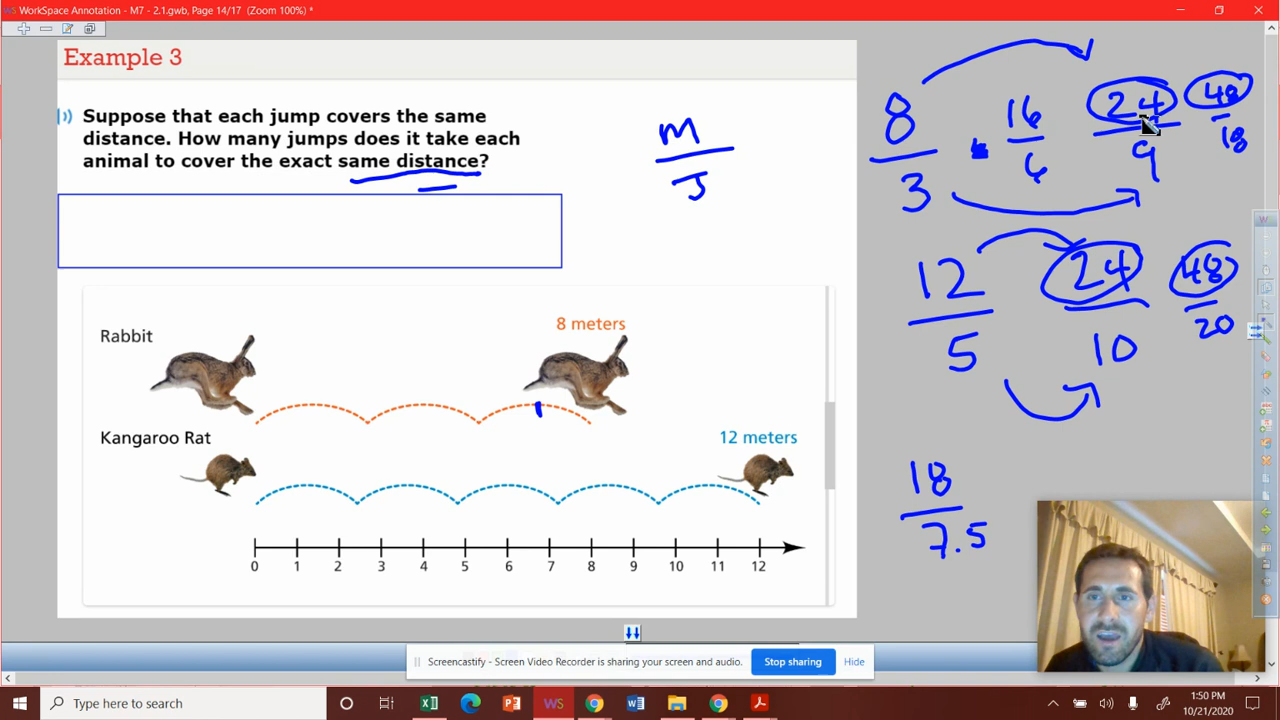 WorkSpace Annotation - M7 - 2.1.gwb, Page 14/17 (Zoom 100%) *
Example 3
Suppose that each jump covers the same
distance. How many jumps does it take each
animal to cover the exact same distance?
M
J
8
3
16
6
24
9
48
18
12
5
24
10
48
20
18
7.5
Rabbit
8 meters
Kangaroo Rat
12 meters
0 1 2 3 4 5 6 7 8 9 10 11 12
Screencastify - Screen Video Recorder is sharing your screen and audio. Stop sharing Hide
Type here to search
1:50 PM
10/21/2020